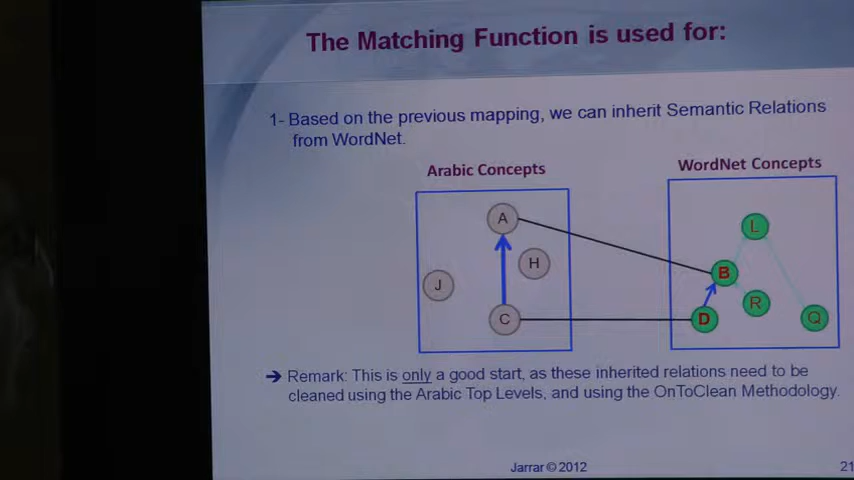 The Matching Function is used for:
1- Based on the previous mapping, we can inherit Semantic Relations
from WordNet.
Arabic Concepts
WordNet Concepts
A
H
J
C
L
B
R
D
Q
➔ Remark: This is only a good start, as these inherited relations need to be
cleaned using the Arabic Top Levels, and using the OnToClean Methodology.
Jarrar © 2012
21